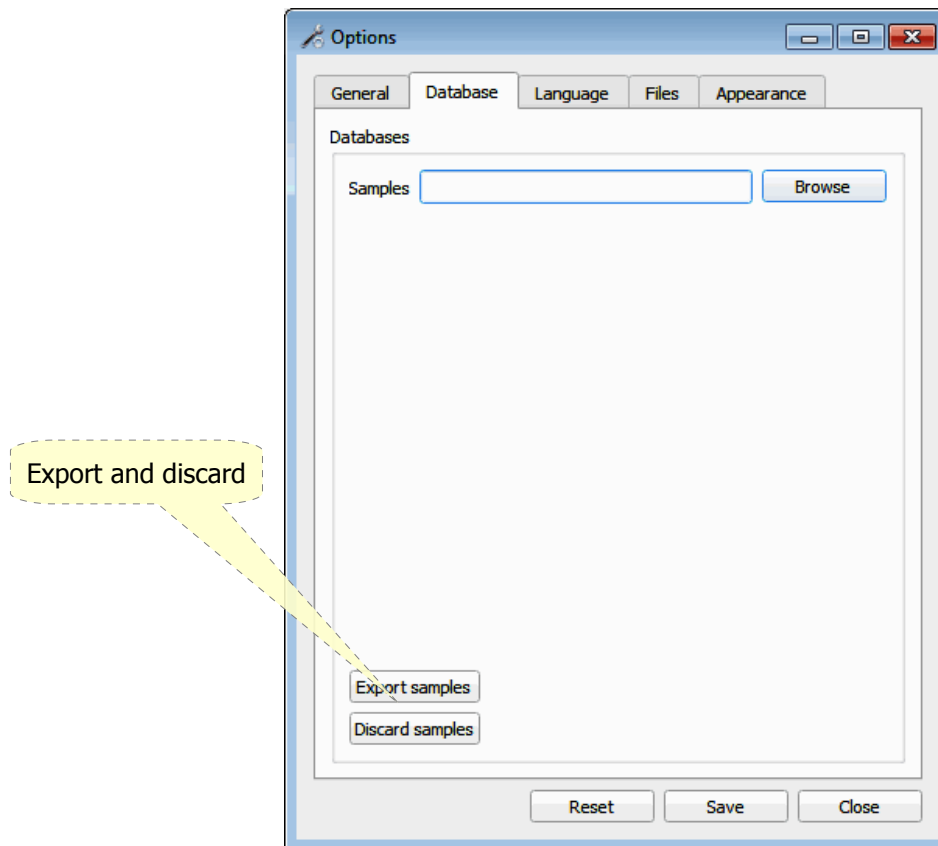 Options
General Database Language Files Appearance
Databases
Samples Browse
Export and discard
Export samples
Discard samples
Reset Save Close